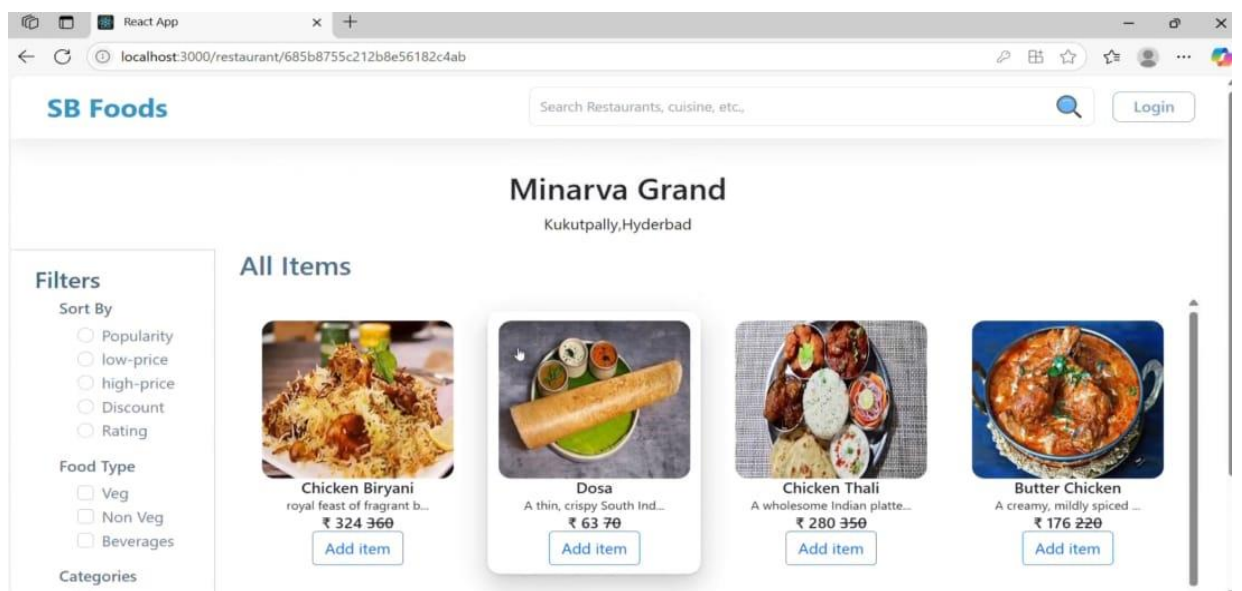 React App
localhost:3000/restaurant/685b8755c212b8e56182c4ab
SB Foods
Search Restaurants, cuisine, etc.,
Login
Minarva Grand
Kukutpally,Hyderbad
Filters
Sort By
Popularity
low-price
high-price
Discount
Rating
Food Type
Veg
Non Veg
Beverages
Categories
All Items
Chicken Biryani
royal feast of fragrant b...
₹ 324 360
Add item
Dosa
A thin, crispy South Ind...
₹ 63 70
Add item
Chicken Thali
A wholesome Indian platte...
₹ 280 350
Add item
Butter Chicken
A creamy, mildly spiced ...
₹ 176 220
Add item